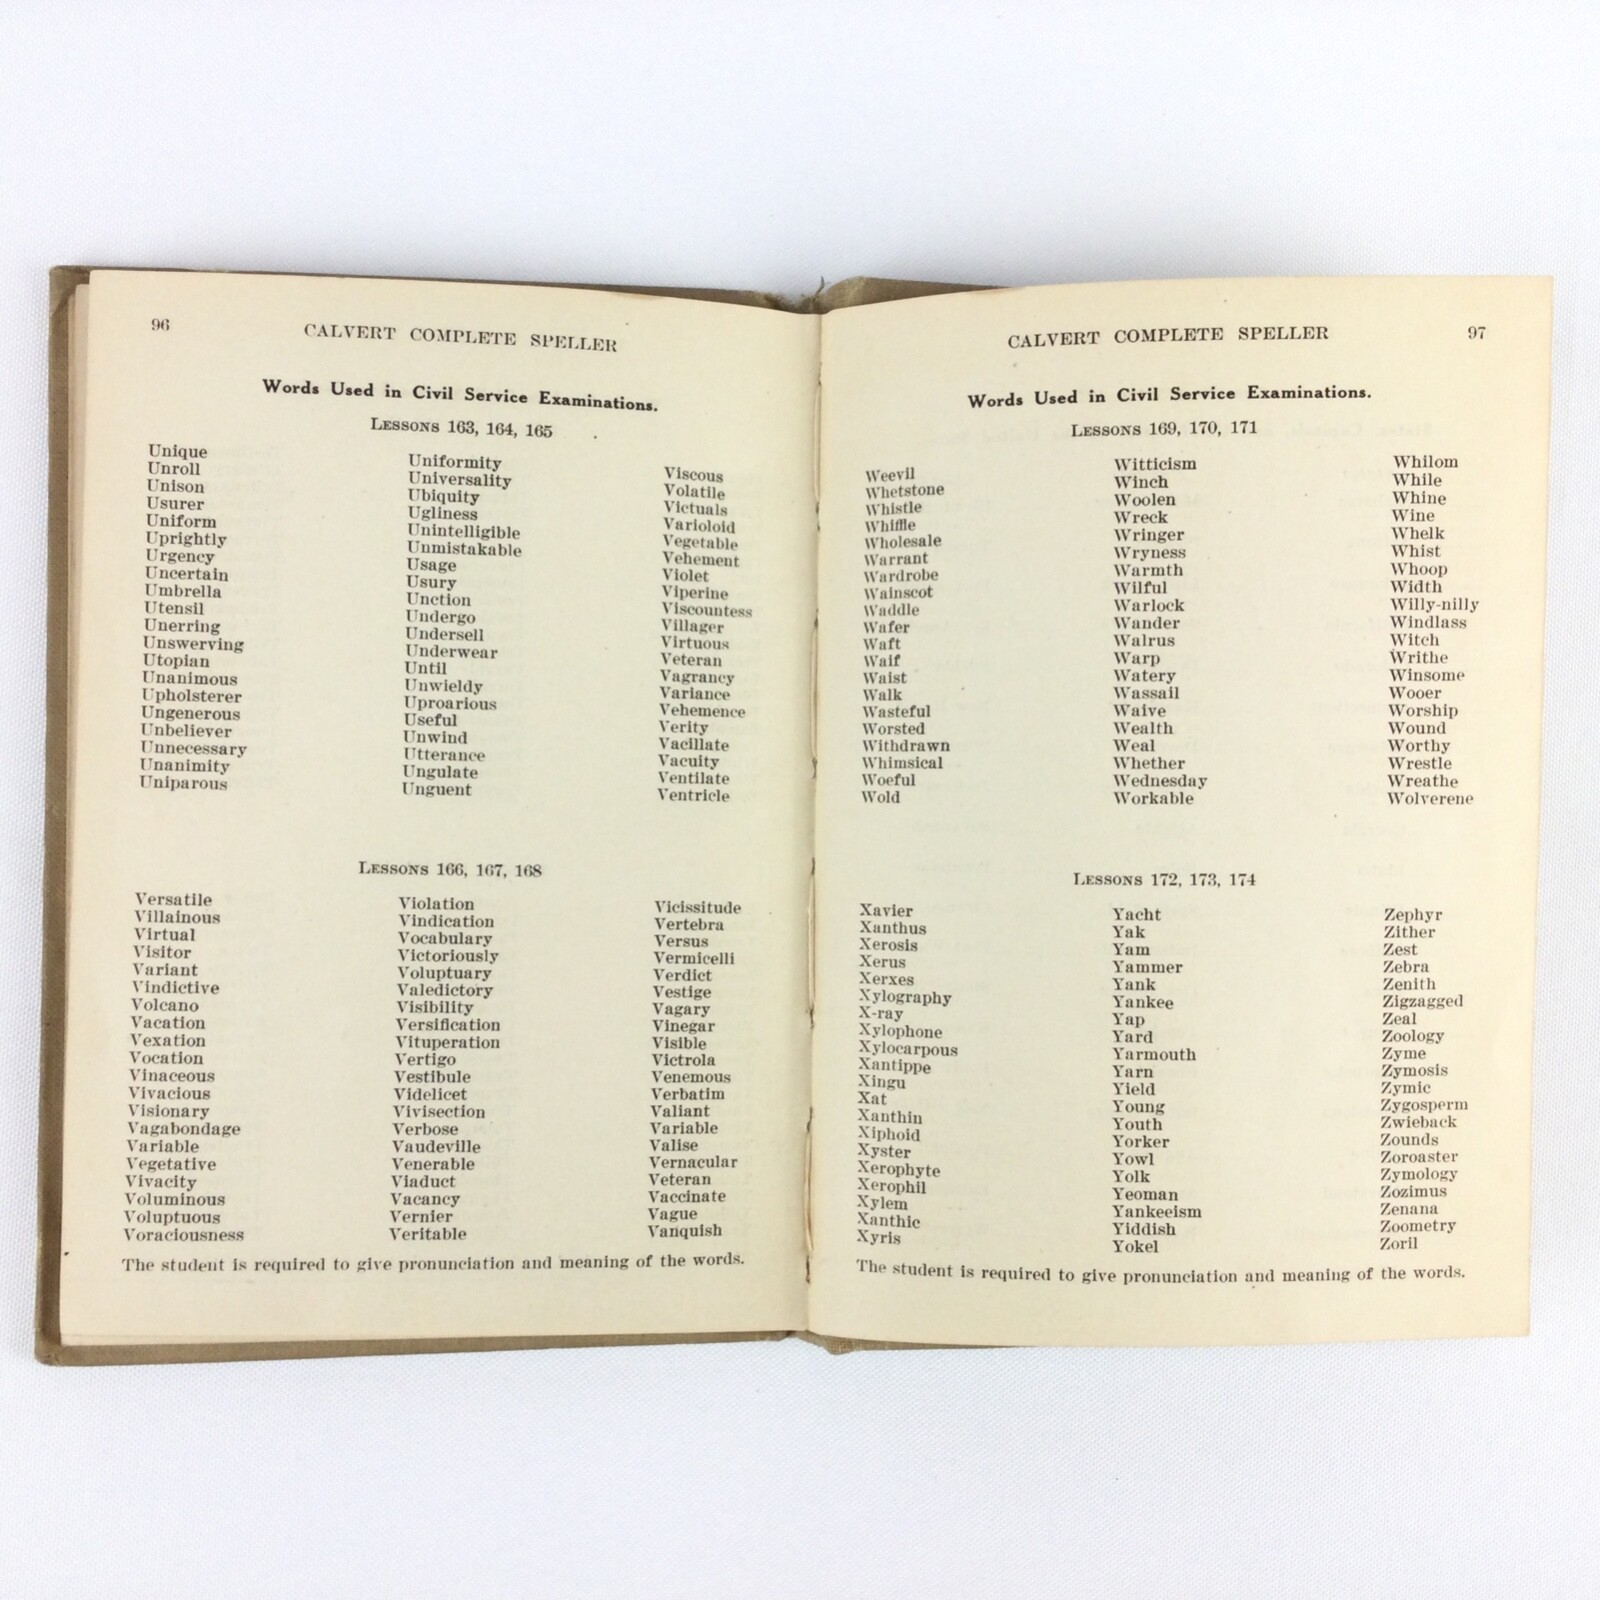 96
CALVERT COMPLETE SPELLER
Words Used in Civil Service Examinations.
LESSONS 163, 164, 165
Unique
Unroll
Unison
Usurer
Uniform
Uprightly
Urgency
Uncertain
Umbrella
Utensil
Unerring
Unswerving
Utopian
Unanimous
Upholsterer
Ungenerous
Unbeliever
Unnecessary
Unanimity
Uniparous
Uniformity
Universality
Ubiquity
Ugliness
Unintelligible
Unmistakable
Usage
Usury
Unction
Undergo
Undersell
Underwear
Until
Unwieldy
Uproarious
Useful
Unwind
Utterance
Ungulate
Unguent
Viscous
Volatile
Victuals
Varioloid
Vegetable
Vehement
Violet
Viperine
Viscountess
Villager
Virtuous
Veteran
Vagrancy
Variance
Vehemence
Verity
Vacillate
Vacuity
Ventilate
Ventricle
LESSONS 166, 167, 168
Versatile
Villainous
Virtual
Visitor
Variant
Vindictive
Volcano
Vacation
Vexation
Vocation
Vinaceous
Vivacious
Visionary
Vagabondage
Variable
Vegetative
Vivacity
Voluminous
Voluptuous
Voraciousness
Violation
Vindication
Vocabulary
Victoriously
Voluptuary
Valedictory
Visibility
Versification
Vituperation
Vertigo
Vestibule
Videlicet
Vivisection
Verbose
Vaudeville
Venerable
Viaduct
Vacancy
Vernier
Veritable
Vicissitude
Vertebra
Versus
Vermicelli
Verdict
Vestige
Vagary
Vinegar
Visible
Victrola
Venemous
Verbatim
Valiant
Variable
Valise
Vernacular
Veteran
Vaccinate
Vague
Vanquish
The student is required to give pronunciation and meaning of the words.
CALVERT COMPLETE SPELLER
97
Words Used in Civil Service Examinations.
LESSONS 169, 170, 171
Weevil
Whetstone
Whistle
Whiffle
Wholesale
Warrant
Wardrobe
Wainscot
Waddle
Wafer
Waft
Waif
Waist
Walk
Wasteful
Worsted
Withdrawn
Whimsical
Woeful
Wold
Witticism
Winch
Woolen
Wreck
Wringer
Wryness
Warmth
Wilful
Warlock
Wander
Walrus
Warp
Watery
Wassail
Waive
Wealth
Weal
Whether
Wednesday
Workable
Whilom
While
Whine
Wine
Whelk
Whist
Whoop
Width
Willy-nilly
Windlass
Witch
Writhe
Winsome
Wooer
Worship
Wound
Worthy
Wrestle
Wreathe
Wolverene
LESSONS 172, 173, 174
Xavier
Xanthus
Xerosis
Xerus
Xerxes
Xylography
X-ray
Xylophone
Xylocarpous
Xantippe
Xingu
Xat
Xanthin
Xiphoid
Xyster
Xerophyte
Xerophil
Xylem
Xanthic
Xyris
Yacht
Yak
Yam
Yammer
Yank
Yankee
Yap
Yard
Yarmouth
Yarn
Yield
Young
Youth
Yorker
Yowl
Yolk
Yeoman
Yankeeism
Yiddish
Yokel
Zephyr
Zither
Zest
Zebra
Zenith
Zigzagged
Zeal
Zoology
Zyme
Zymosis
Zymic
Zygosperm
Zwieback
Zounds
Zoroaster
Zymology
Zozimus
Zenana
Zoometry
Zoril
The student is required to give pronunciation and meaning of the words.